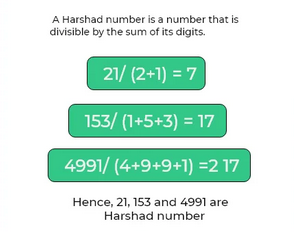 A Harshad number is a number that is
divisible by the sum of its digits.
21/ (2+1) = 7
153/ (1+5+3) = 17
4991/ (4+9+9+1) =2 17
Hence, 21, 153 and 4991 are
Harshad number